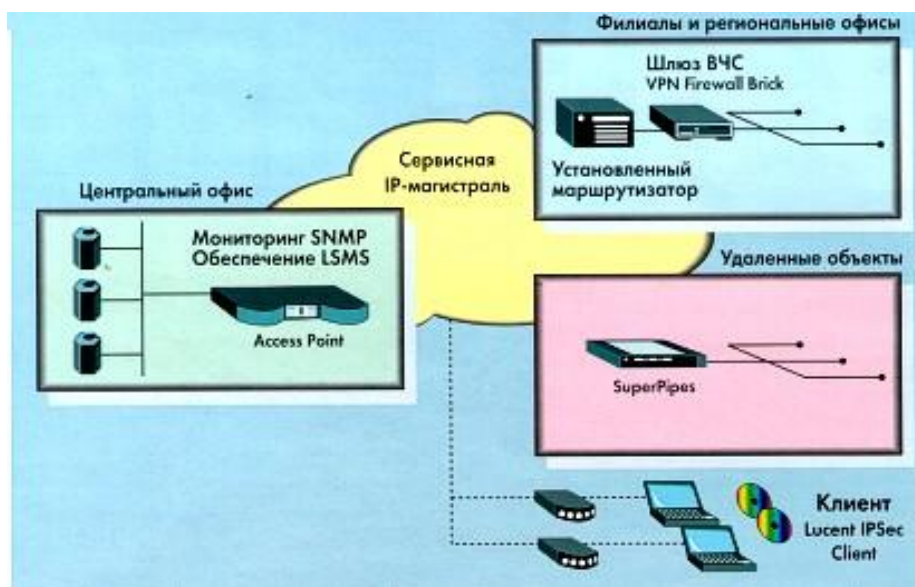 Филиалы и региональные офисы
Шлюз ВЧС
VPN Firewall Brick
Установленный
маршрутизатор
Сервисная
IP-магистраль
Центральный офис
Мониторинг SNMP
Обеспечение LSMS
Access Point
Удаленные объекты
SuperPipes
Клиент
Lucent IPSec
Client